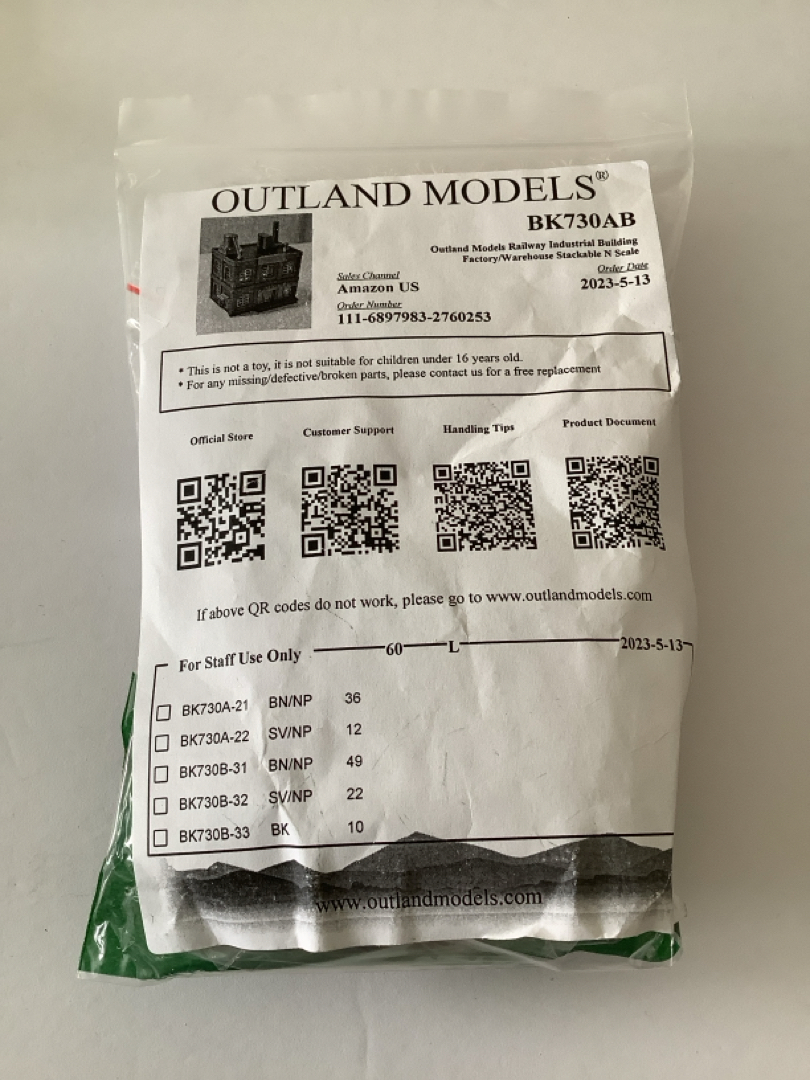 OUTLAND MODELS®
BK730AB
Outland Models Railway Industrial Building
Factory/Warehouse Stackable N Scale
Sales Channel
Amazon US
Order Number
111-6897983-2760253
Order Date
2023-5-13
* This is not a toy, it is not suitable for children under 16 years old.
* For any missing/defective/broken parts, please contact us for a free replacement
Official Store
Customer Support
Handling Tips
Product Document
If above QR codes do not work, please go to www.outlandmodels.com
For Staff Use Only 60 L 2023-5-13
BK730A-21 BN/NP 36
BK730A-22 SV/NP 12
BK730B-31 BN/NP 49
BK730B-32 SV/NP 22
BK730B-33 BK 10
www.outlandmodels.com